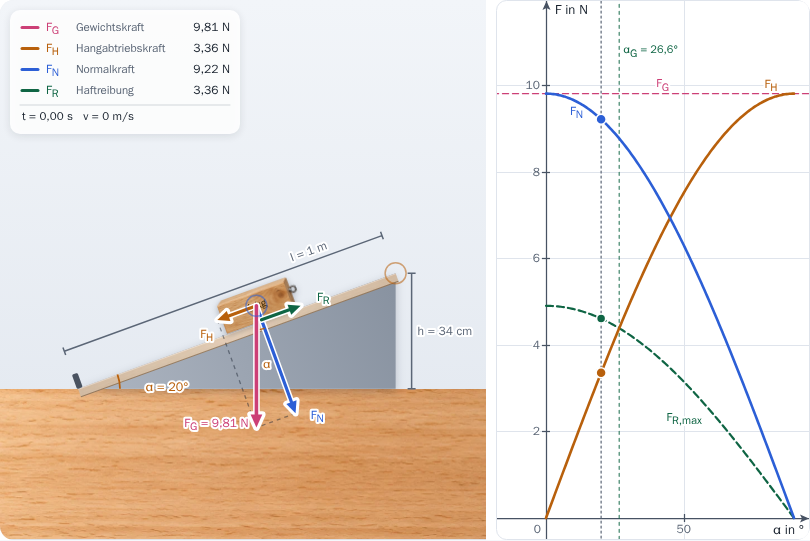 F_G Gewichtskraft 9,81 N
F_H Hangabtriebskraft 3,36 N
F_N Normalkraft 9,22 N
F_R Haftreibung 3,36 N
t = 0,00 s v = 0 m/s
l = 1 m
F_R
F_H
h = 34 cm
α
α = 20°
F_G = 9,81 N
F_N
F in N
α_G = 26,6°
10
F_G
F_H
F_N
8
6
4
F_R,max
2
0
50
α in °